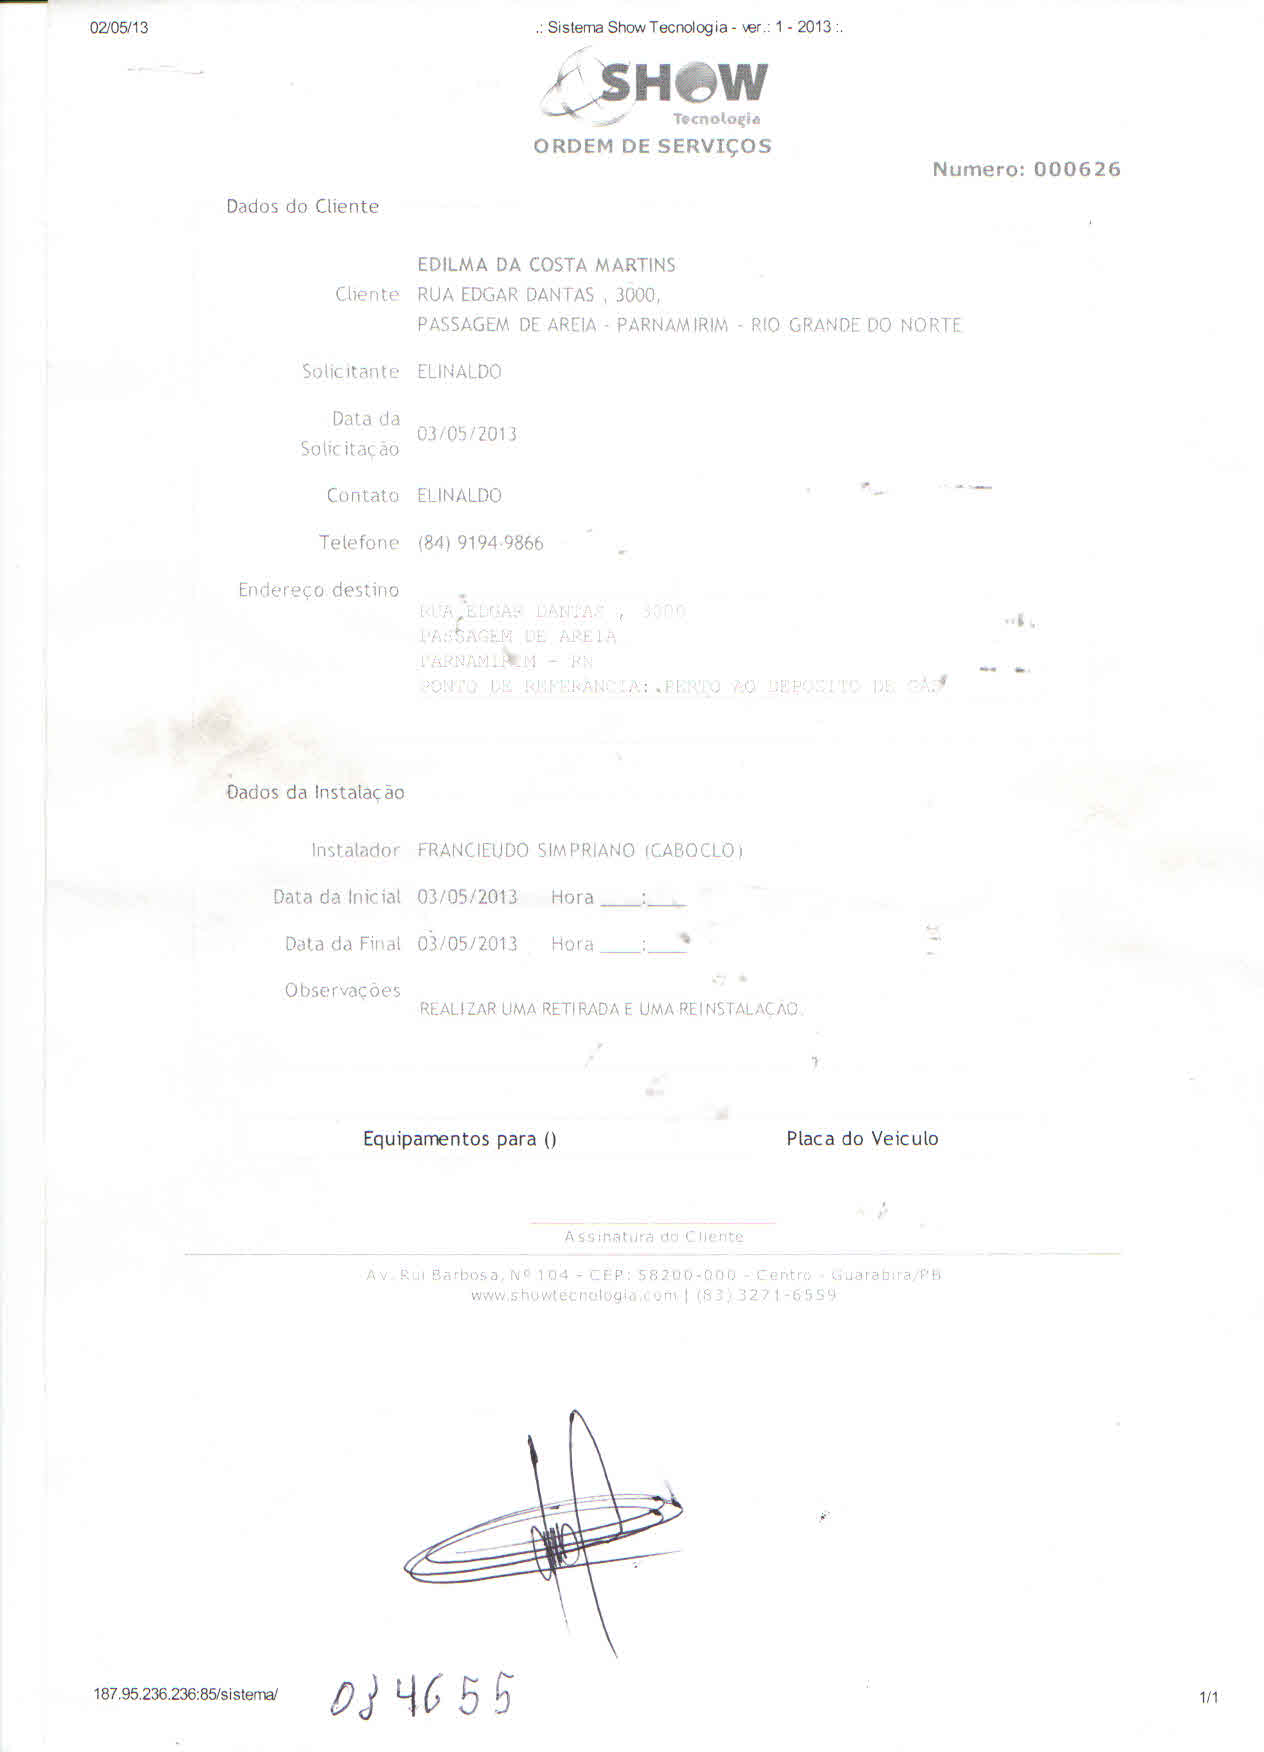 02/05/13
.: Sistema Show Tecnologia - ver.: 1 - 2013 :.
SHOW
Tecnologia
ORDEM DE SERVIÇOS
Numero: 000626
Dados do Cliente
EDILMA DA COSTA MARTINS
Cliente RUA EDGAR DANTAS , 3000,
PASSAGEM DE AREIA - PARNAMIRIM - RIO GRANDE DO NORTE
Solicitante ELINALDO
Data da Solicitação 03/05/2013
Contato ELINALDO
Telefone (84) 9194-9866
Endereço destino
RUA EDGAR DANTAS , 3000
PASSAGEM DE AREIA
PARNAMIRIM - RN
PONTO DE REFERANCIA: PERTO AO DEPOSITO DE GÁS
Dados da Instalação
Instalador FRANCIEUDO SIMPRIANO (CABOCLO)
Data da Inicial 03/05/2013 Hora ____:____
Data da Final 03/05/2013 Hora ____:____
Observações
REALIZAR UMA RETIRADA E UMA REINSTALAÇÃO.
Equipamentos para () Placa do Veiculo
Assinatura do Cliente
Av. Rui Barbosa, Nº 104 - CEP: 58200-000 - Centro - Guarabira/PB
www.showtecnologia.com | (83) 3271-6559
187.95.236.236:85/sistema/ 4655 1/1